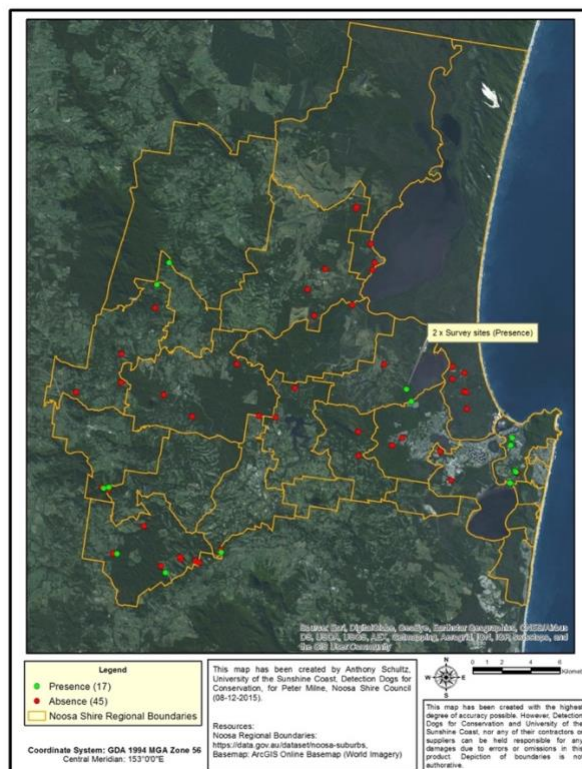 2 x Survey sites (Presence)
the GIS User Community
Legend
Presence (17)
Absence (45)
Noosa Shire Regional Boundaries
Coordinate System: GDA 1994 MGA Zone 56
Central Meridian: 153°0'0"E
This map has been created by Anthony Schultz,
University of the Sunshine Coast, Detection Dogs for
Conservation, for Peter Milne, Noosa Shire Council
(08-12-2015).
Resources:
Noosa Regional Boundaries:
https://data.gov.au/dataset/noosa-suburbs,
Basemap: ArcGIS Online Basemap (World Imagery)
N
W E
S
0 1 2 4 6
This map has been created with the highest
degree of accuracy possible. However, Detection
Dogs for Conservation and University of the
Sunshine Coast, nor any of their contractors or
suppliers can be held responsible for any
damages due to errors or omissions in this
product. Depiction of boundaries is not
authorative.